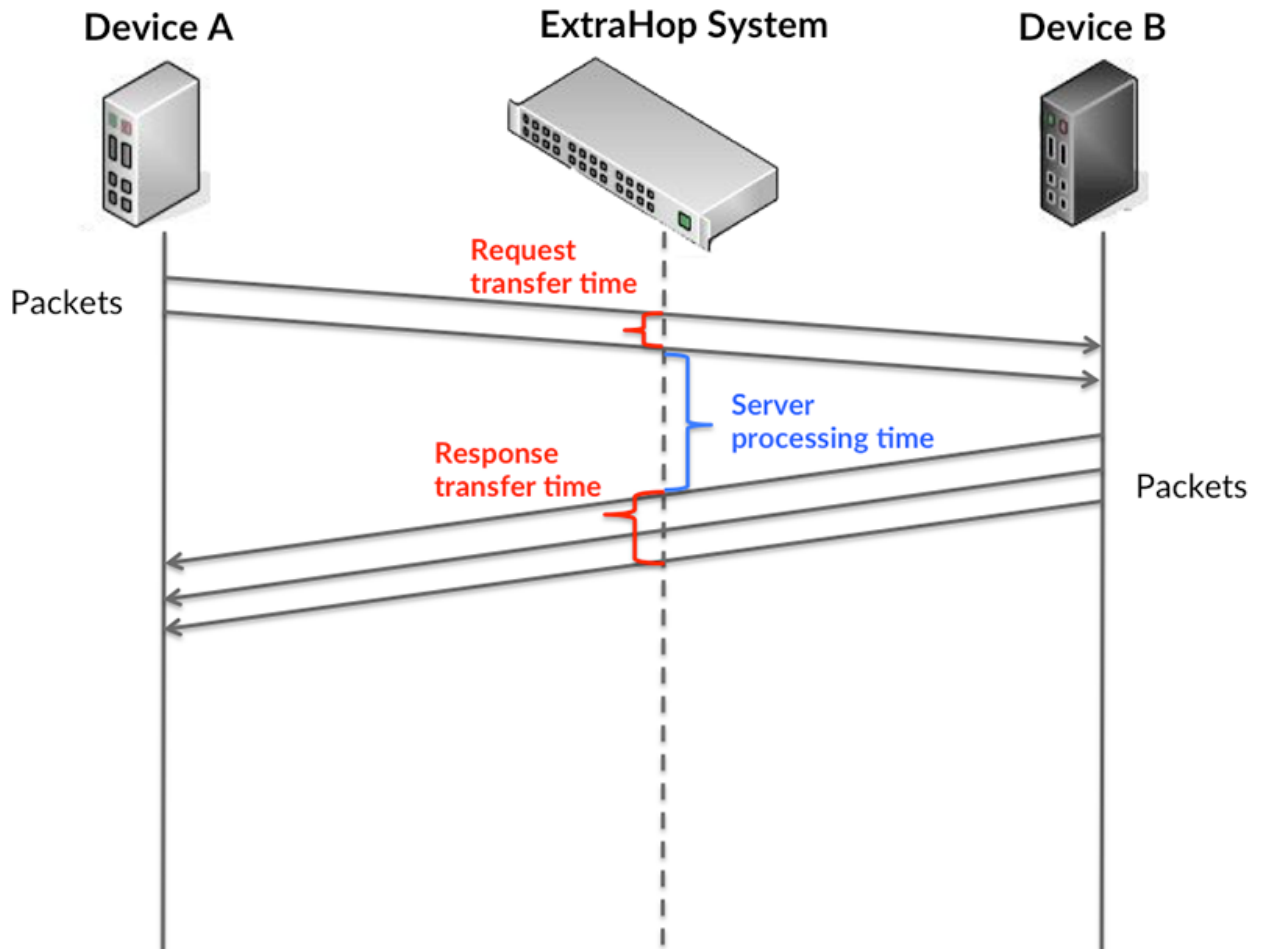 Device A
ExtraHop System
Device B
Request
transfer time
Packets
Server
processing time
Response
transfer time
Packets